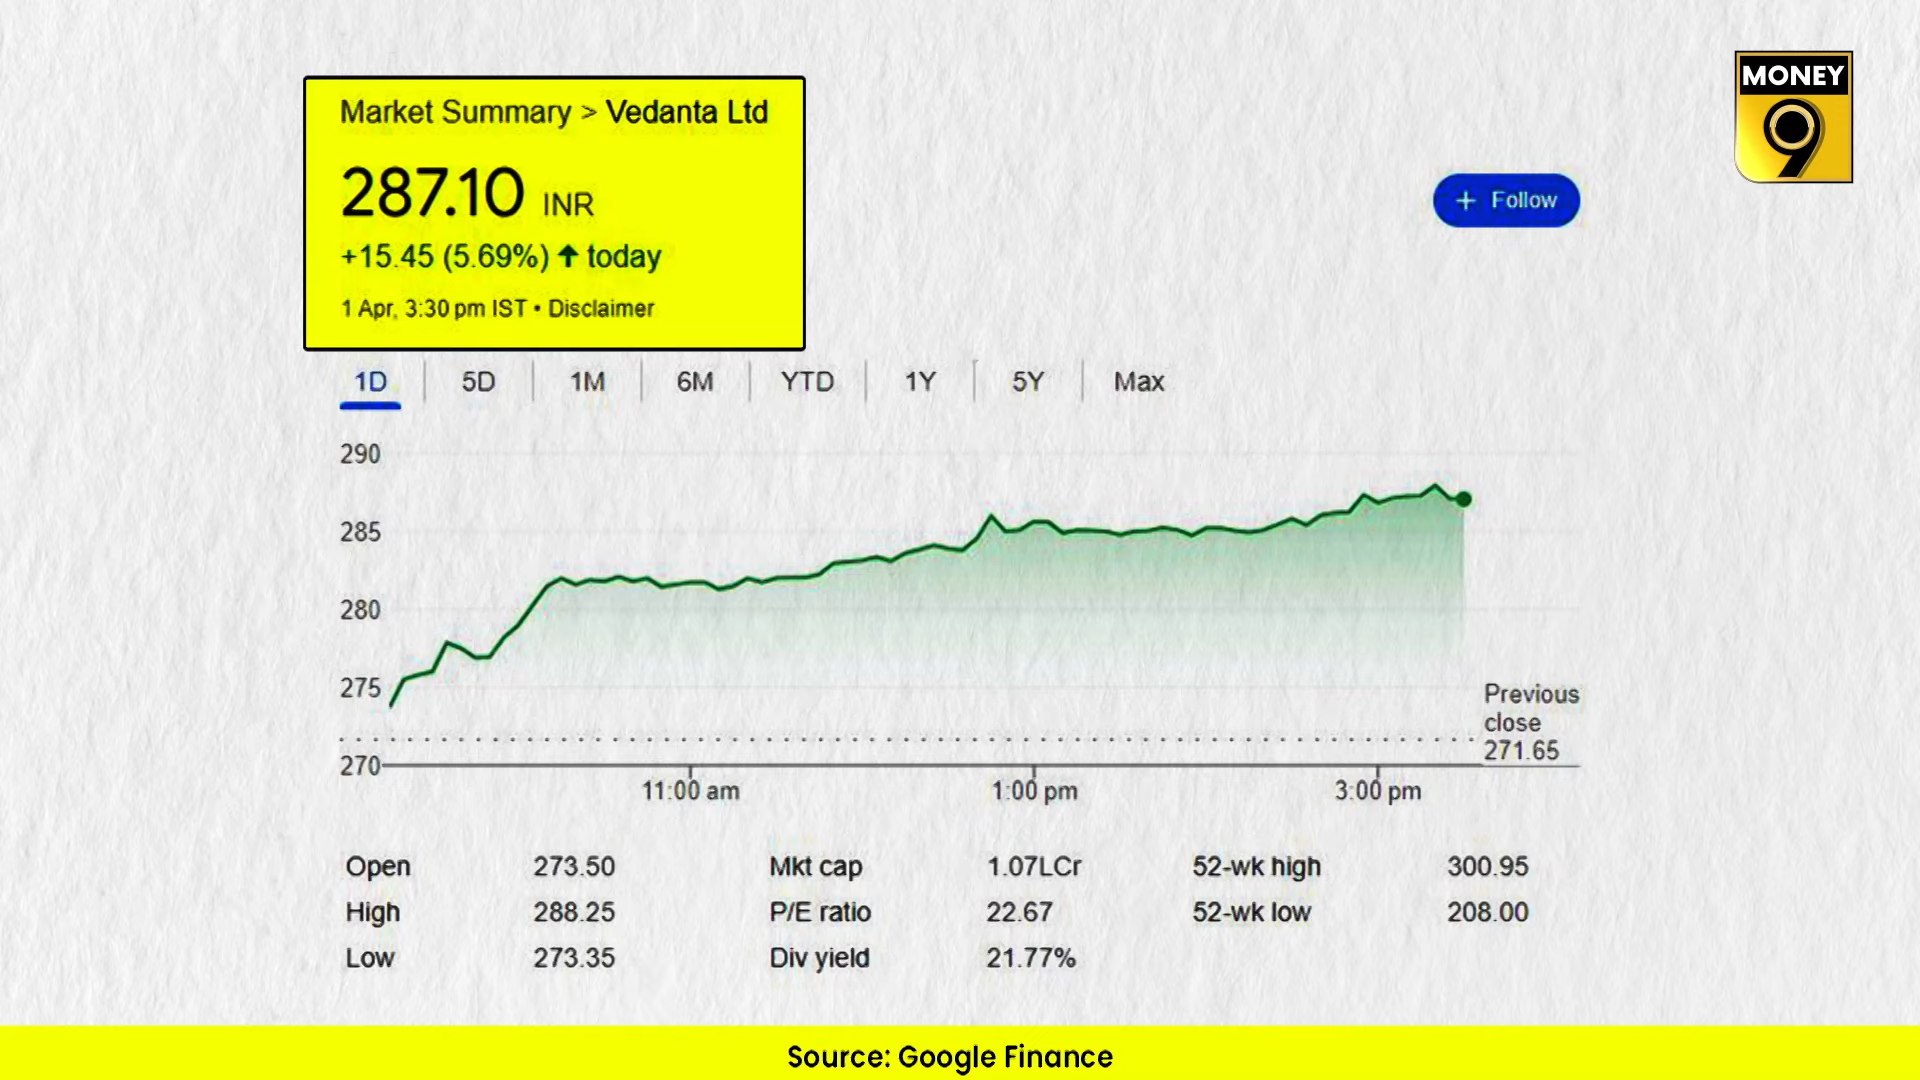 MONEY
9
Market Summary > Vedanta Ltd
287.10 INR
+15.45 (5.69%) ↑ today
1 Apr, 3:30 pm IST • Disclaimer
+ Follow
1D 5D 1M 6M YTD 1Y 5Y Max
290
285
280
275
270
Previous
close
271.65
11:00 am 1:00 pm 3:00 pm
Open 273.50 Mkt cap 1.07LCr 52-wk high 300.95
High 288.25 P/E ratio 22.67 52-wk low 208.00
Low 273.35 Div yield 21.77%
Source: Google Finance